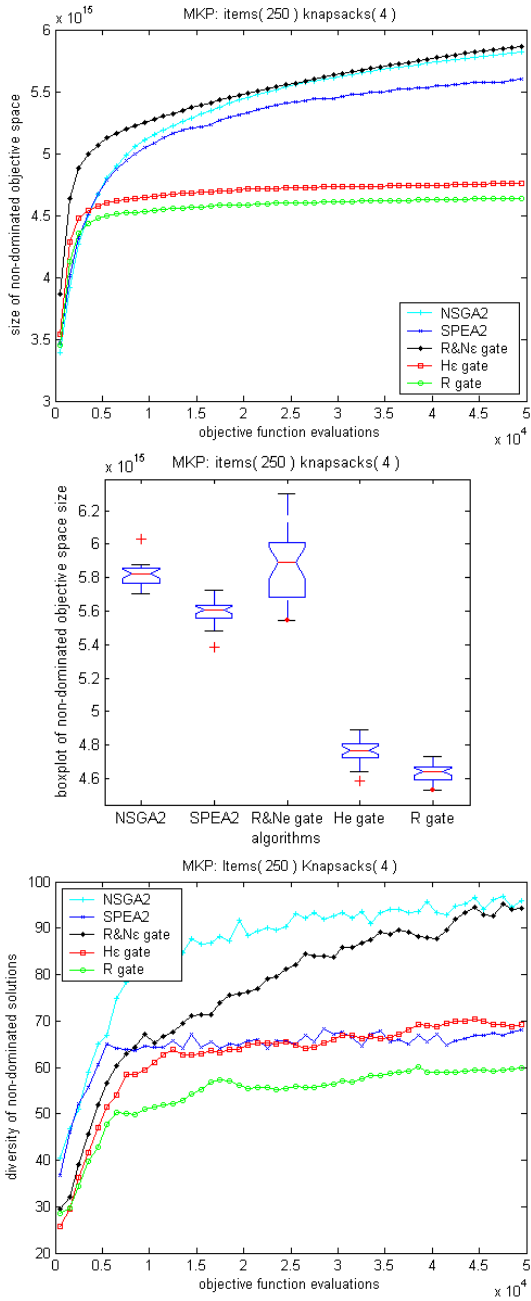 MKP: items( 250 ) knapsacks( 4 )
x 10^15
6
5.5
5
4.5
4
3.5
3
size of non-dominated objective space
NSGA2
SPEA2
R&Nε gate
Hε gate
R gate
0 0.5 1 1.5 2 2.5 3 3.5 4 4.5 5
objective function evaluations
x 10^4
MKP: items( 250 ) knapsacks( 4 )
x 10^15
6.2
6
5.8
5.6
5.4
5.2
5
4.8
4.6
boxplot of non-dominated objective space size
NSGA2 SPEA2 R&Ne gate He gate R gate
algorithms
MKP: Items( 250 ) Knapsacks( 4 )
100
90
80
70
60
50
40
30
20
diversity of non-dominated solutions
NSGA2
SPEA2
R&Nε gate
Hε gate
R gate
0 0.5 1 1.5 2 2.5 3 3.5 4 4.5 5
objective function evaluations
x 10^4